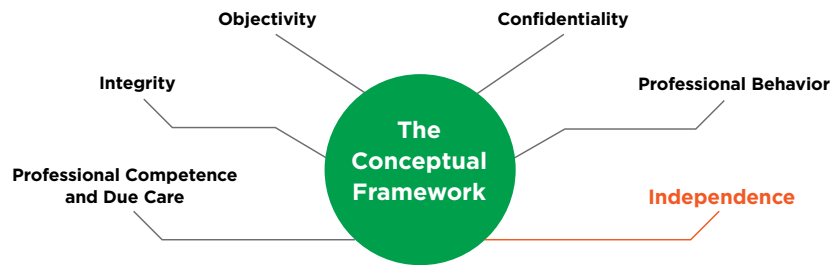 Objectivity
Confidentiality
Integrity
Professional Behavior
The
Conceptual
Framework
Professional Competence
and Due Care
Independence